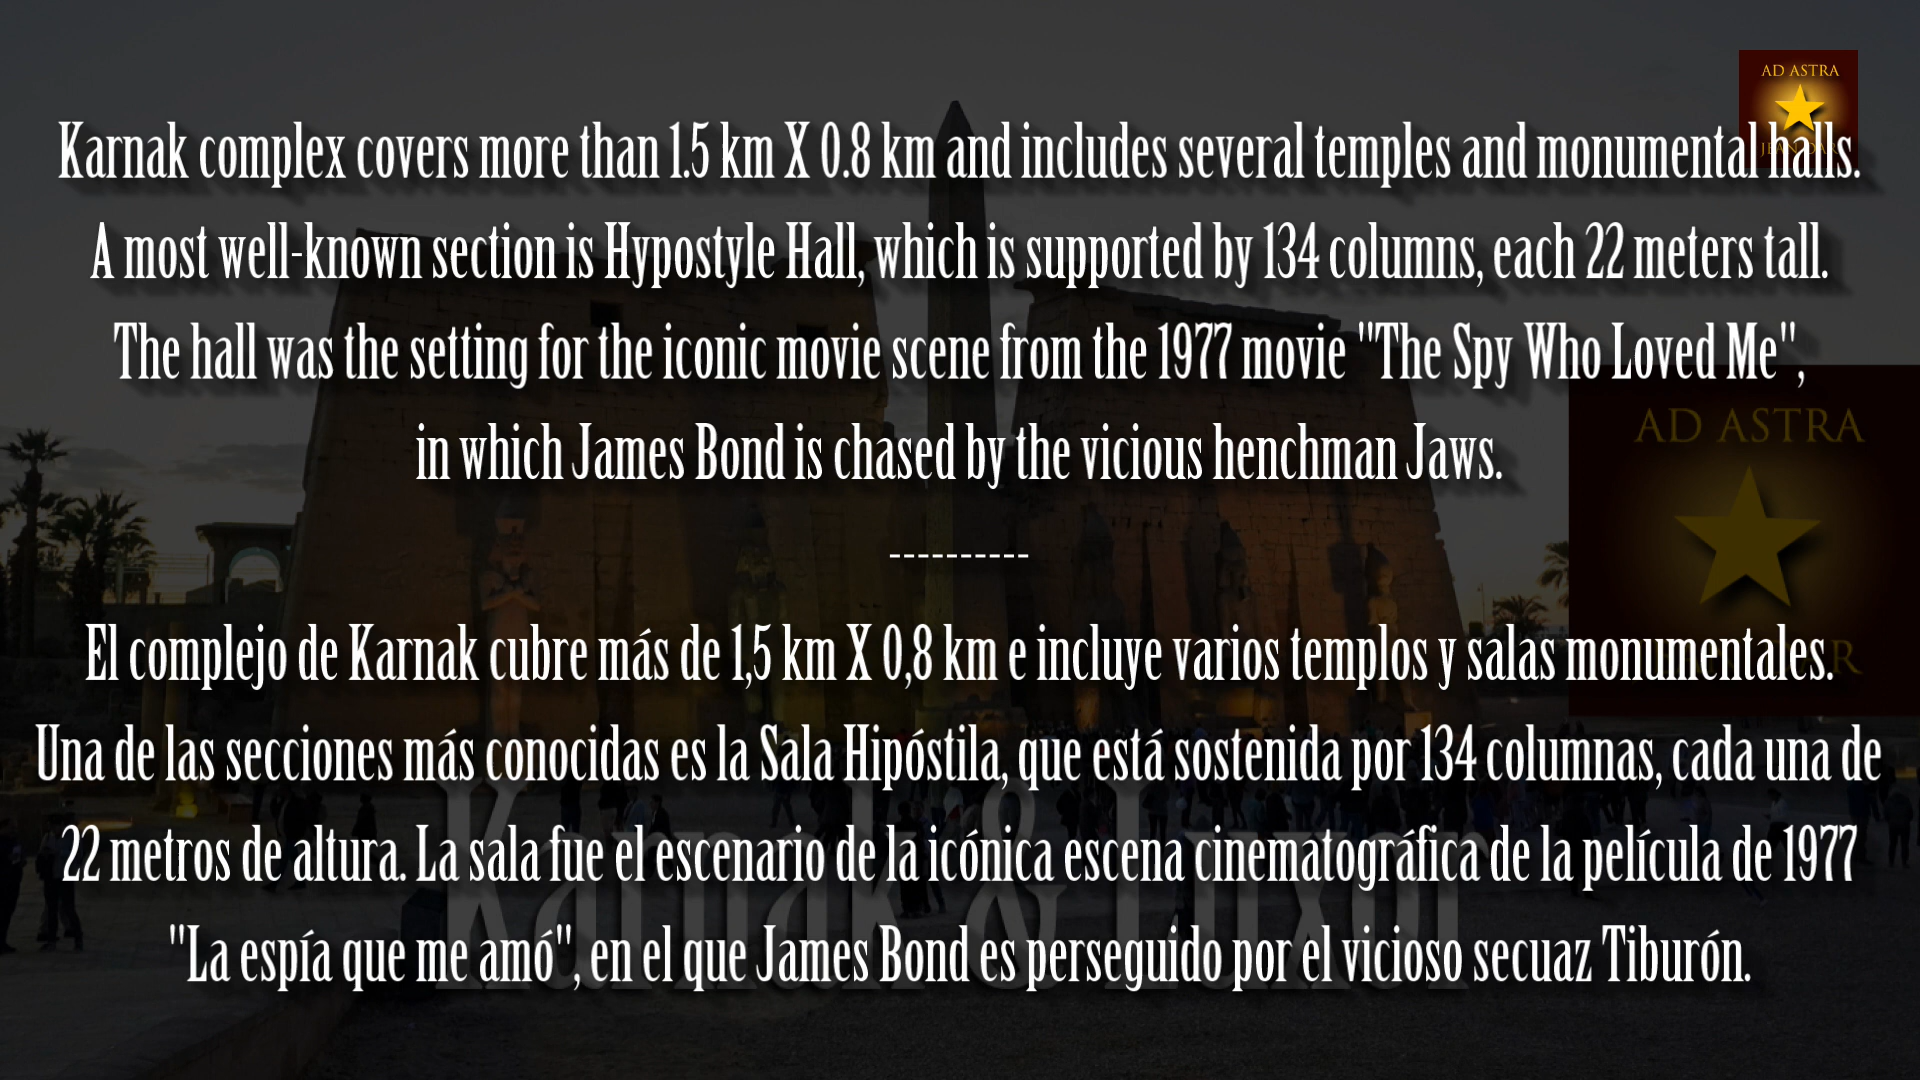 AD ASTRA
Karnak complex covers more than 1.5 km X 0.8 km and includes several temples and monumental halls.
A most well-known section is Hypostyle Hall, which is supported by 134 columns, each 22 meters tall.
The hall was the setting for the iconic movie scene from the 1977 movie "The Spy Who Loved Me",
in which James Bond is chased by the vicious henchman Jaws.
AD ASTRA
----------
El complejo de Karnak cubre más de 1,5 km X 0,8 km e incluye varios templos y salas monumentales.
Una de las secciones más conocidas es la Sala Hipóstila, que está sostenida por 134 columnas, cada una de
22 metros de altura. La sala fue el escenario de la icónica escena cinematográfica de la película de 1977
"La espía que me amó", en el que James Bond es perseguido por el vicioso secuaz Tiburón.
Karnak & Luxor